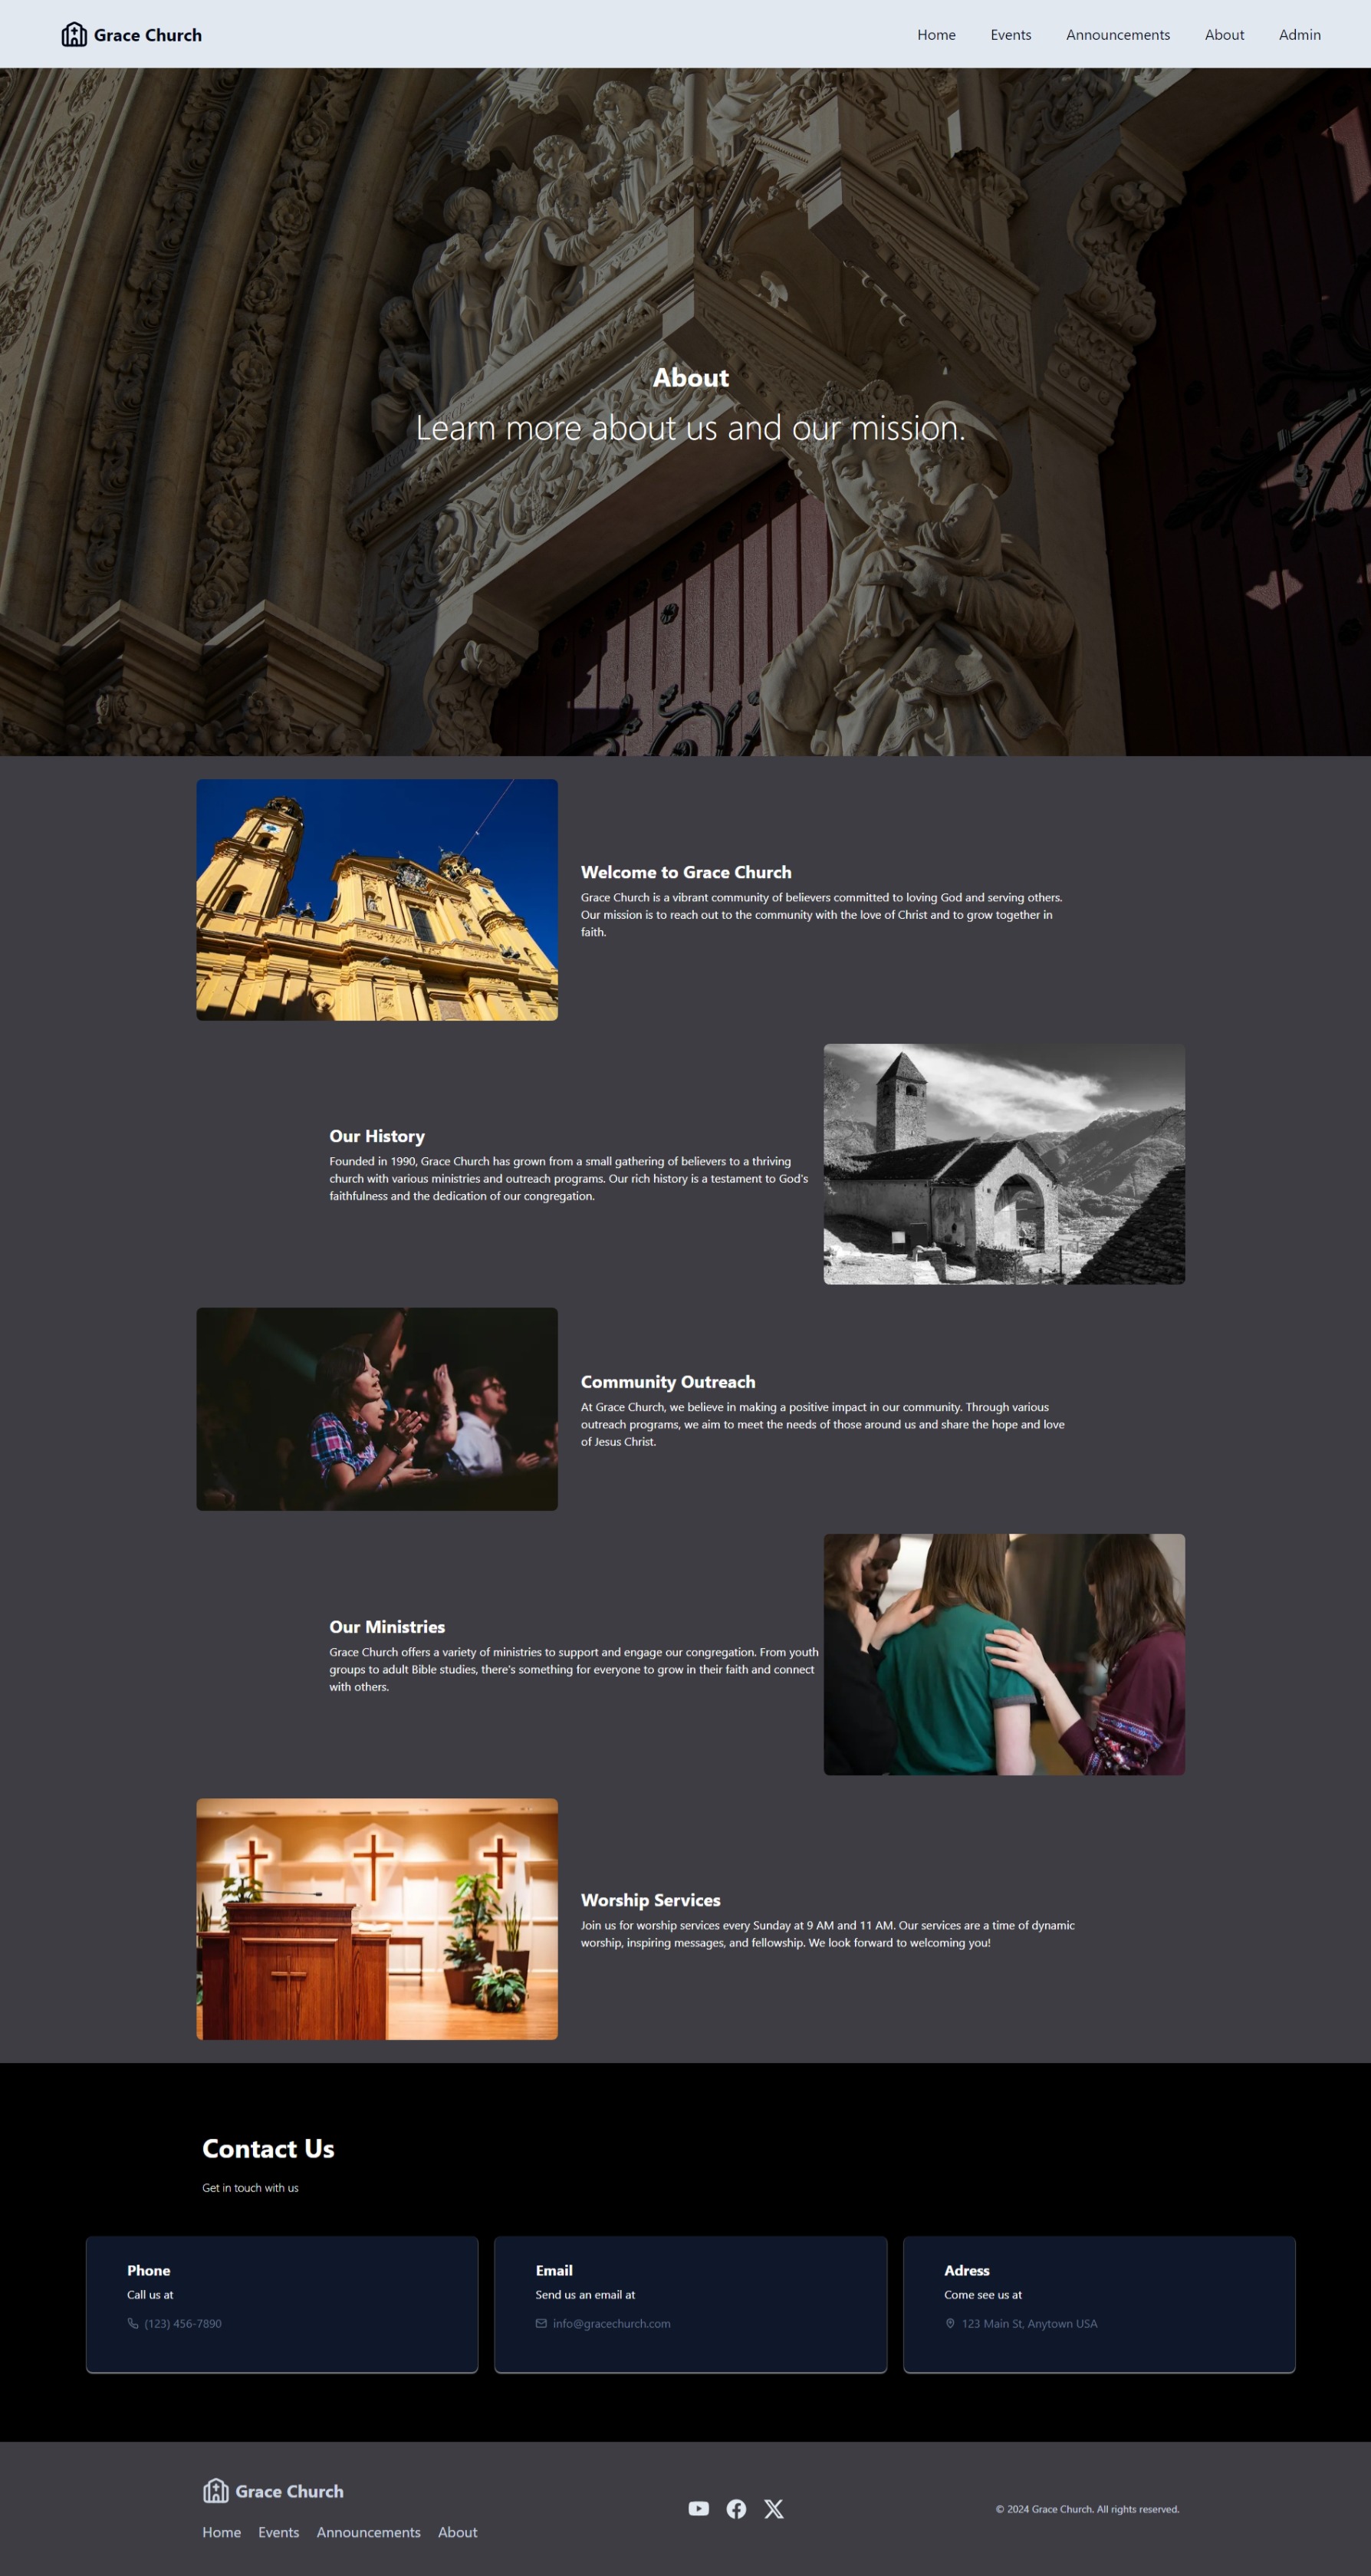 Grace Church
Home Events Announcements About Admin
About
Learn more about us and our mission.
Welcome to Grace Church
Grace Church is a vibrant community of believers committed to loving God and serving others.
Our mission is to reach out to the community with the love of Christ and to grow together in
faith.
Our History
Founded in 1990, Grace Church has grown from a small gathering of believers to a thriving
church with various ministries and outreach programs. Our rich history is a testament to God's
faithfulness and the dedication of our congregation.
Community Outreach
At Grace Church, we believe in making a positive impact in our community. Through various
outreach programs, we aim to meet the needs of those around us and share the hope and love
of Jesus Christ.
Our Ministries
Grace Church offers a variety of ministries to support and engage our congregation. From youth
groups to adult Bible studies, there's something for everyone to grow in their faith and connect
with others.
Worship Services
Join us for worship services every Sunday at 9 AM and 11 AM. Our services are a time of dynamic
worship, inspiring messages, and fellowship. We look forward to welcoming you!
Contact Us
Get in touch with us
Phone
Call us at
(123) 456-7890
Email
Send us an email at
info@gracechurch.com
Adress
Come see us at
123 Main St, Anytown USA
Grace Church
Home Events Announcements About
© 2024 Grace Church. All rights reserved.